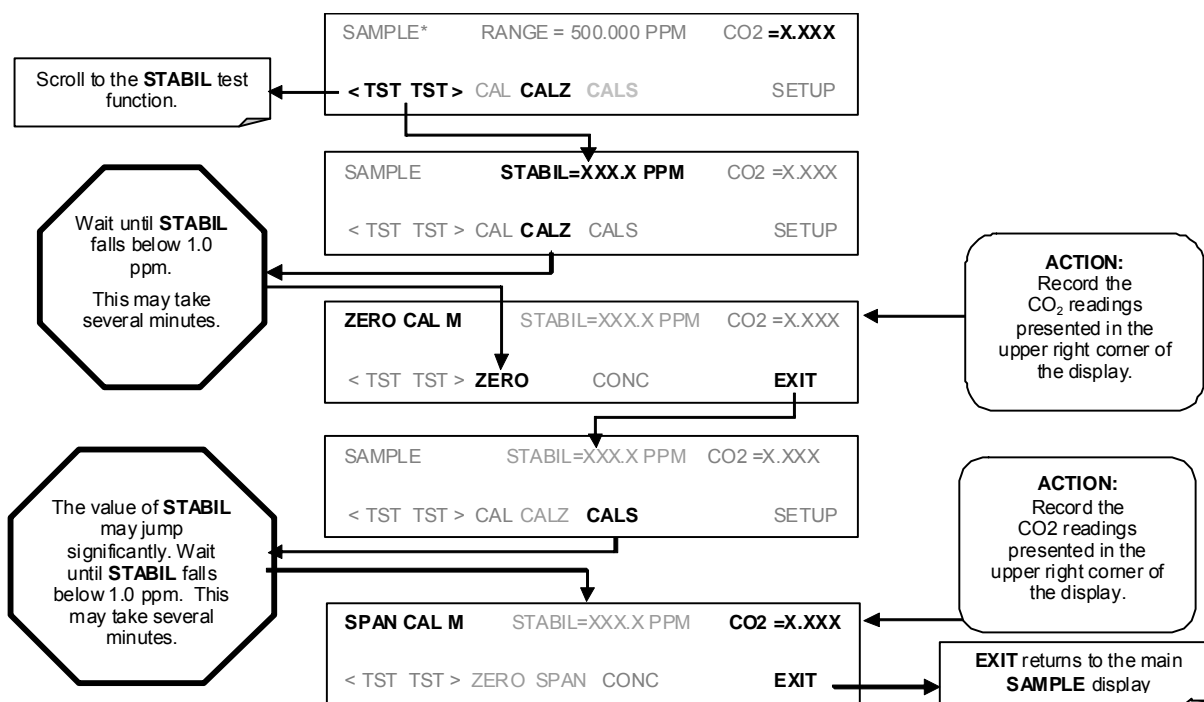 SAMPLE* RANGE = 500.000 PPM CO2 =X.XXX
< TST TST > CAL CALZ CALS SETUP
Scroll to the STABIL test
function.
SAMPLE STABIL=XXX.X PPM CO2 =X.XXX
< TST TST > CAL CALZ CALS SETUP
Wait until STABIL
falls below 1.0
ppm.
This may take
several minutes.
ZERO CAL M STABIL=XXX.X PPM CO2 =X.XXX
< TST TST > ZERO CONC EXIT
ACTION:
Record the
CO₂ readings
presented in the
upper right corner of
the display.
SAMPLE STABIL=XXX.X PPM CO2 =X.XXX
< TST TST > CAL CALZ CALS SETUP
The value of STABIL
may jump
significantly. Wait
until STABIL falls
below 1.0 ppm. This
may take several
minutes.
SPAN CAL M STABIL=XXX.X PPM CO2 =X.XXX
< TST TST > ZERO SPAN CONC EXIT
ACTION:
Record the
CO2 readings
presented in the
upper right corner of
the display.
EXIT returns to the main
SAMPLE display